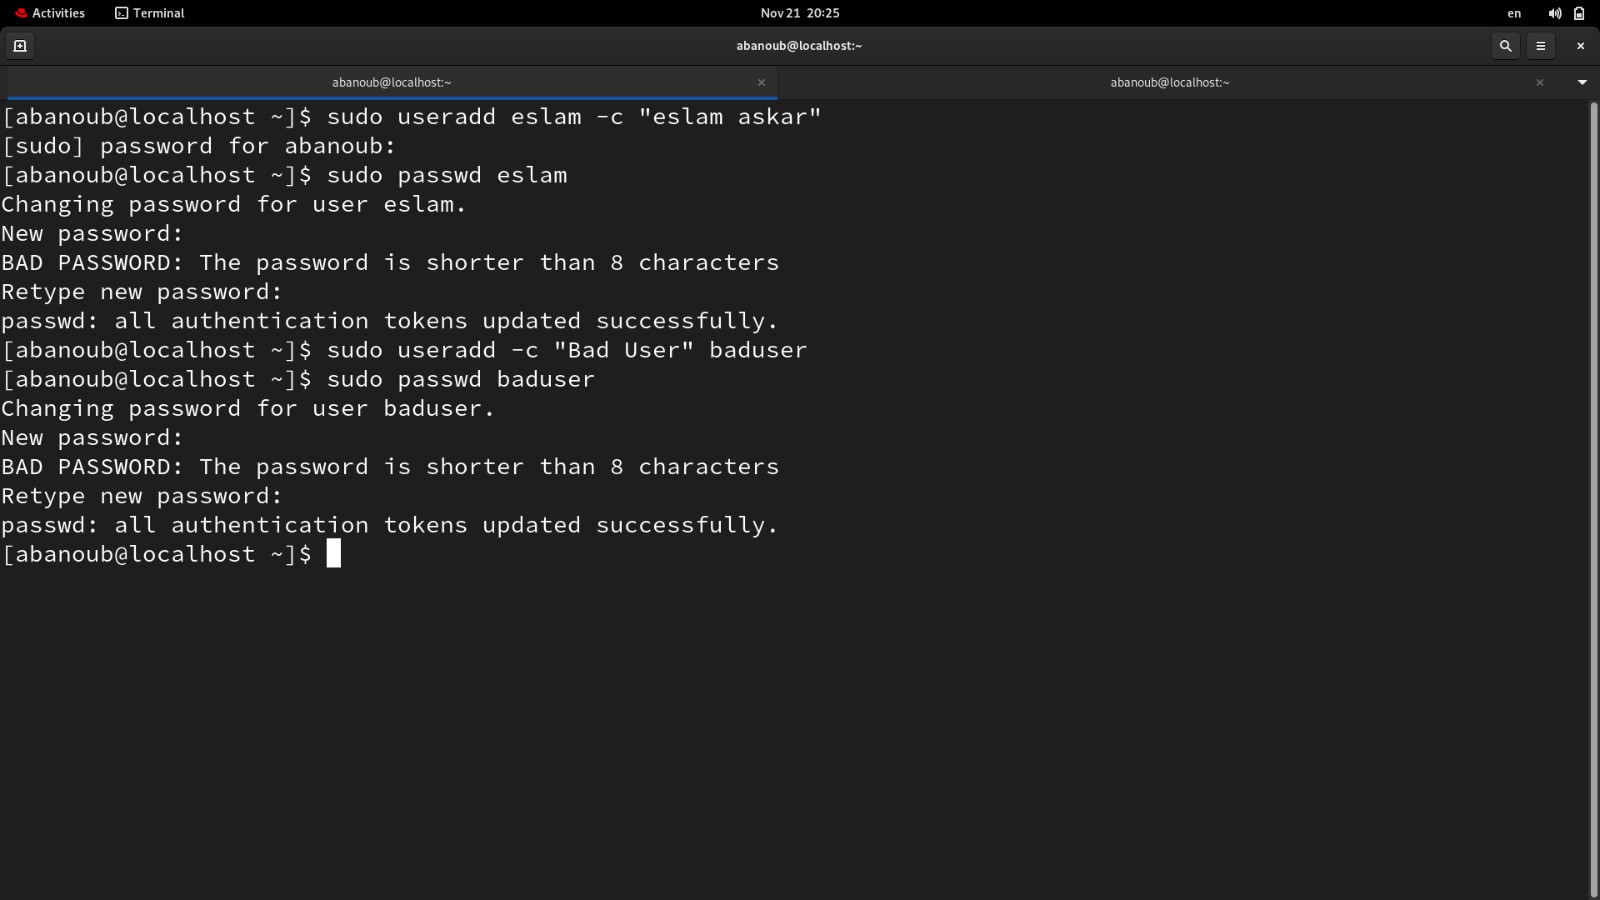 Activities Terminal Nov 21 20:25 en
abanoub@localhost:~
abanoub@localhost:~ abanoub@localhost:~
[abanoub@localhost ~]$ sudo useradd eslam -c "eslam askar"
[sudo] password for abanoub:
[abanoub@localhost ~]$ sudo passwd eslam
Changing password for user eslam.
New password:
BAD PASSWORD: The password is shorter than 8 characters
Retype new password:
passwd: all authentication tokens updated successfully.
[abanoub@localhost ~]$ sudo useradd -c "Bad User" baduser
[abanoub@localhost ~]$ sudo passwd baduser
Changing password for user baduser.
New password:
BAD PASSWORD: The password is shorter than 8 characters
Retype new password:
passwd: all authentication tokens updated successfully.
[abanoub@localhost ~]$